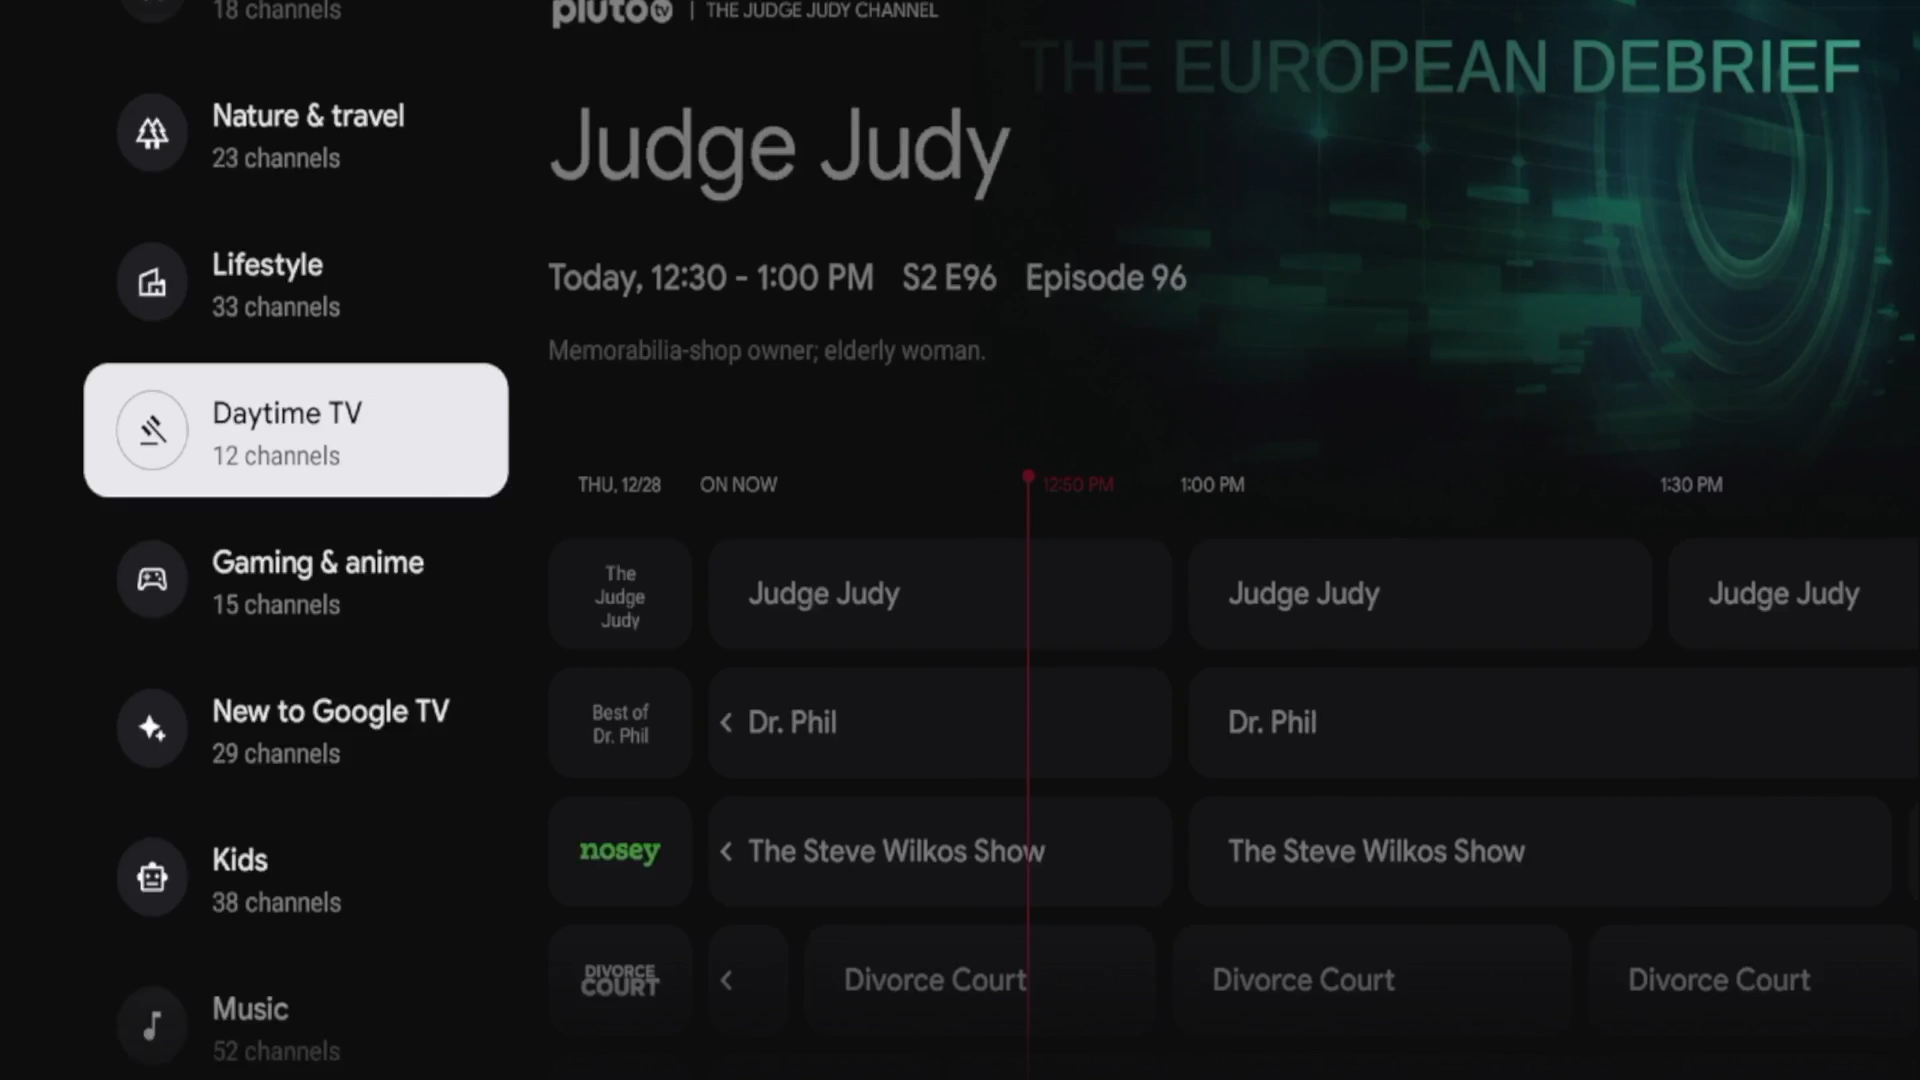 18 channels
Nature & travel
23 channels
Lifestyle
33 channels
Daytime TV
12 channels
Gaming & anime
15 channels
New to Google TV
29 channels
Kids
38 channels
Music
52 channels
pluto tv | THE JUDGE JUDY CHANNEL
THE EUROPEAN DEBRIEF
Judge Judy
Today, 12:30 - 1:00 PM S2 E96 Episode 96
Memorabilia-shop owner; elderly woman.
THU, 12/28 ON NOW 12:50 PM 1:00 PM 1:30 PM
The
Judge
Judy
Judge Judy Judge Judy Judge Judy
Best of
Dr. Phil
Dr. Phil Dr. Phil
nosey
The Steve Wilkos Show The Steve Wilkos Show
DIVORCE
COURT
Divorce Court Divorce Court Divorce Court